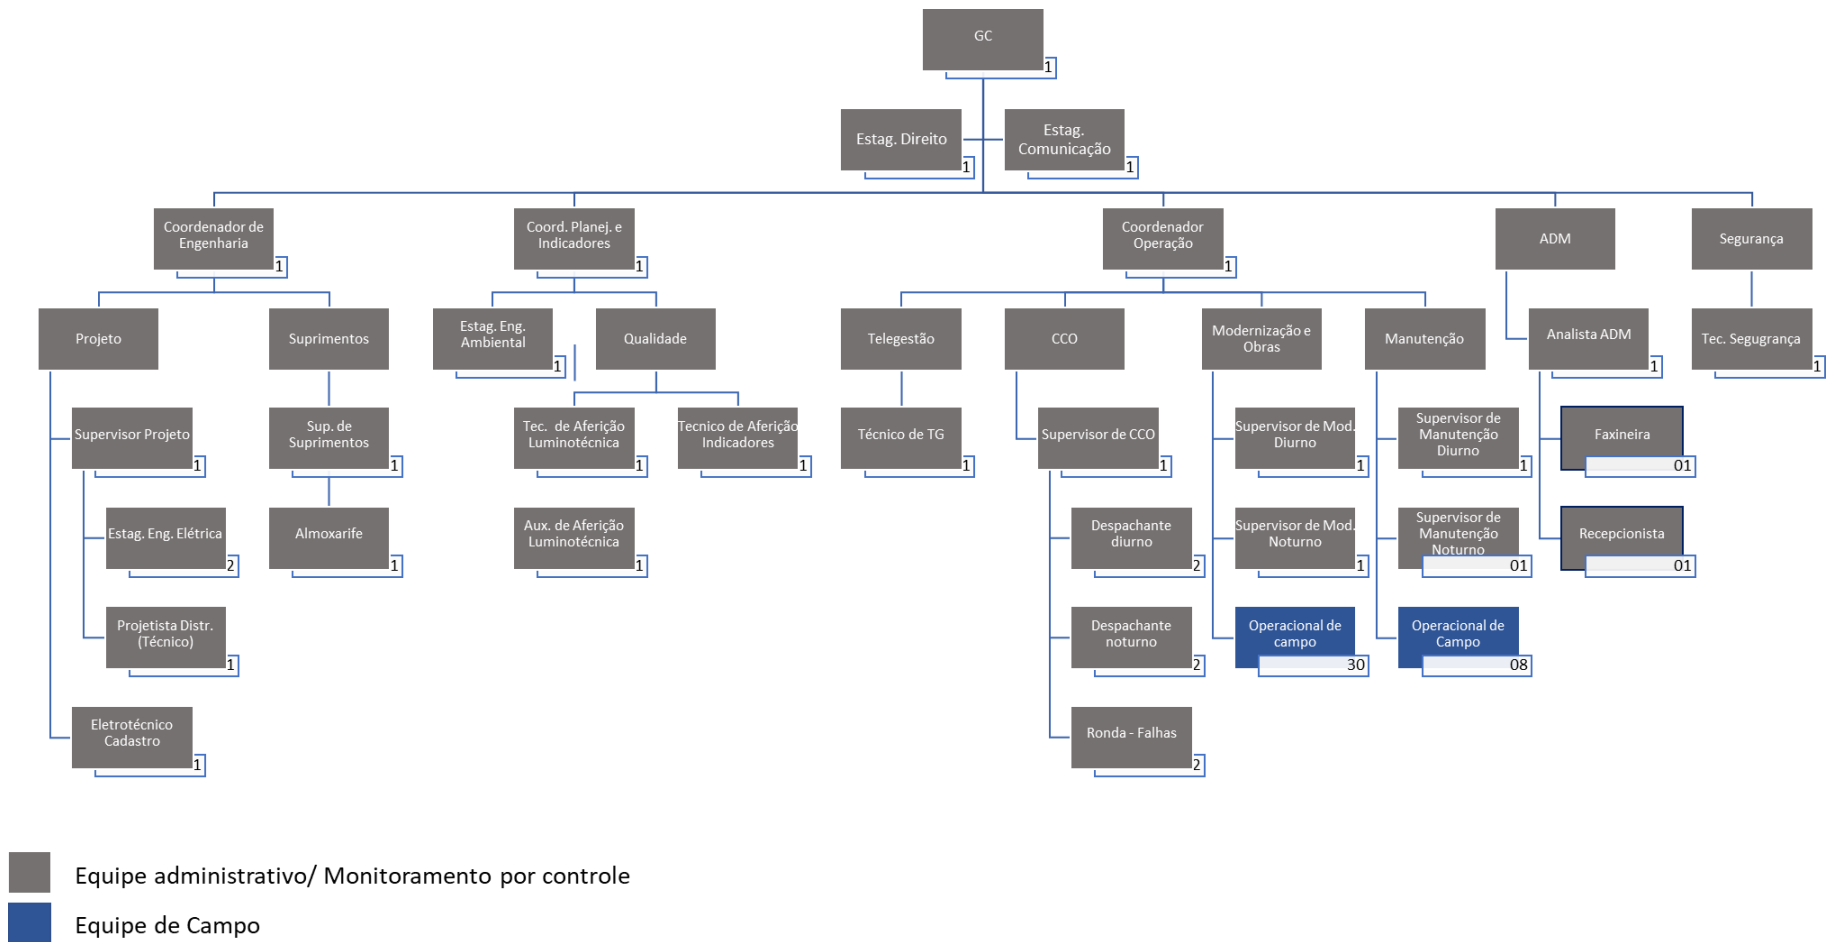 GC
1
Estag. Direito
1
Estag.
Comunicação
1
Coordenador de
Engenharia
1
Coord. Planej. e
Indicadores
1
Coordenador
Operação
1
ADM
Segurança
Projeto
Suprimentos
Estag. Eng.
Ambiental
1
Qualidade
Telegestão
CCO
Modernização e
Obras
Manutenção
Analista ADM
1
Tec. Segugrança
1
Supervisor Projeto
1
Sup. de
Suprimentos
1
Tec. de Aferição
Luminotécnica
1
Tecnico de Aferição
Indicadores
1
Técnico de TG
1
Supervisor de CCO
1
Supervisor de Mod.
Diurno
1
Supervisor de
Manutenção
Diurno
1
Faxineira
01
Estag. Eng. Elétrica
2
Almoxarife
1
Aux. de Aferição
Luminotécnica
1
Despachante
diurno
2
Supervisor de Mod.
Noturno
1
Supervisor de
Manutenção
Noturno
01
Recepcionista
01
Projetista Distr.
(Técnico)
1
Despachante
noturno
2
Operacional de
campo
30
Operacional de
Campo
08
Eletrotécnico
Cadastro
1
Ronda - Falhas
2
Equipe administrativo/ Monitoramento por controle
Equipe de Campo